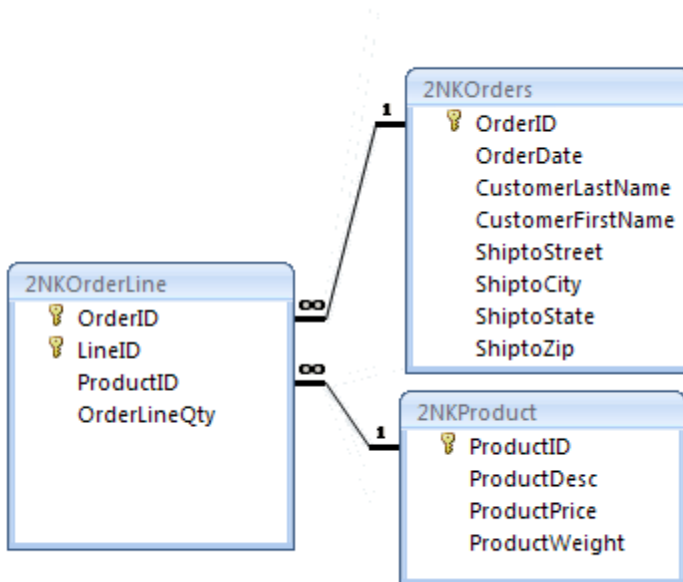 2NKOrders
1
OrderID
OrderDate
CustomerLastName
CustomerFirstName
ShiptoStreet
ShiptoCity
ShiptoState
ShiptoZip
2NKOrderLine
OrderID
∞
LineID
ProductID
∞
OrderLineQty
2NKProduct
1
ProductID
ProductDesc
ProductPrice
ProductWeight